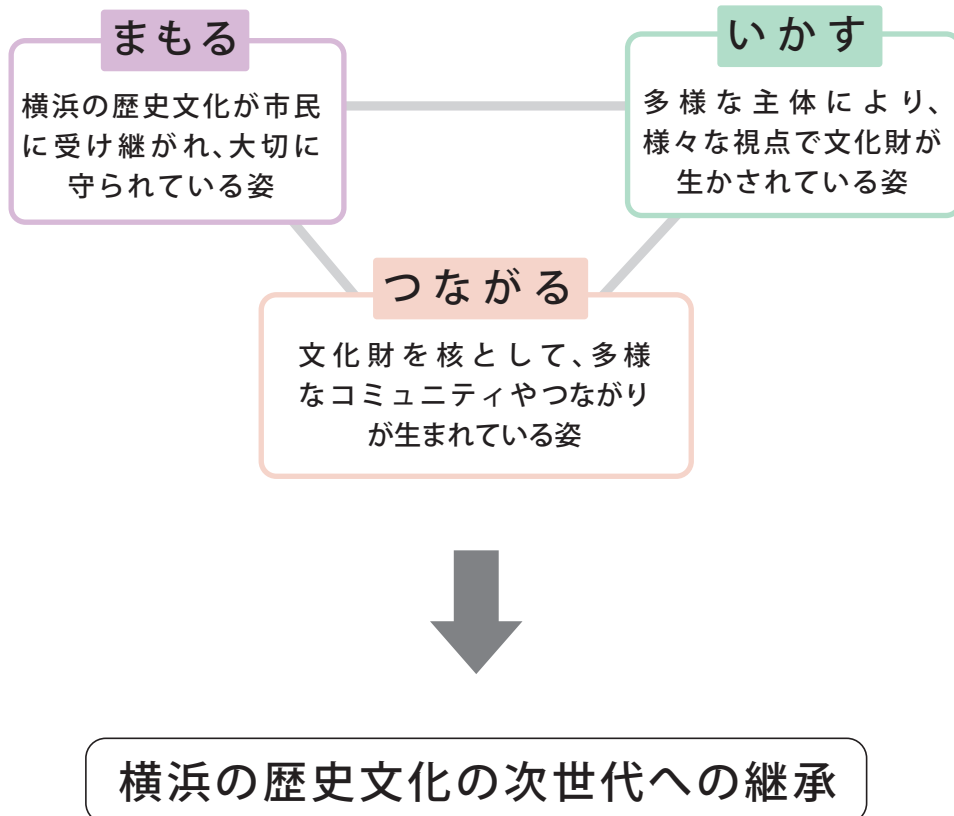 まもる
横浜の歴史文化が市民
に受け継がれ、大切に
守られている姿
いかす
多様な主体により、
様々な視点で文化財が
生かされている姿
つながる
文化財を核として、多様
なコミュニティやつながり
が生まれている姿
横浜の歴史文化の次世代への継承